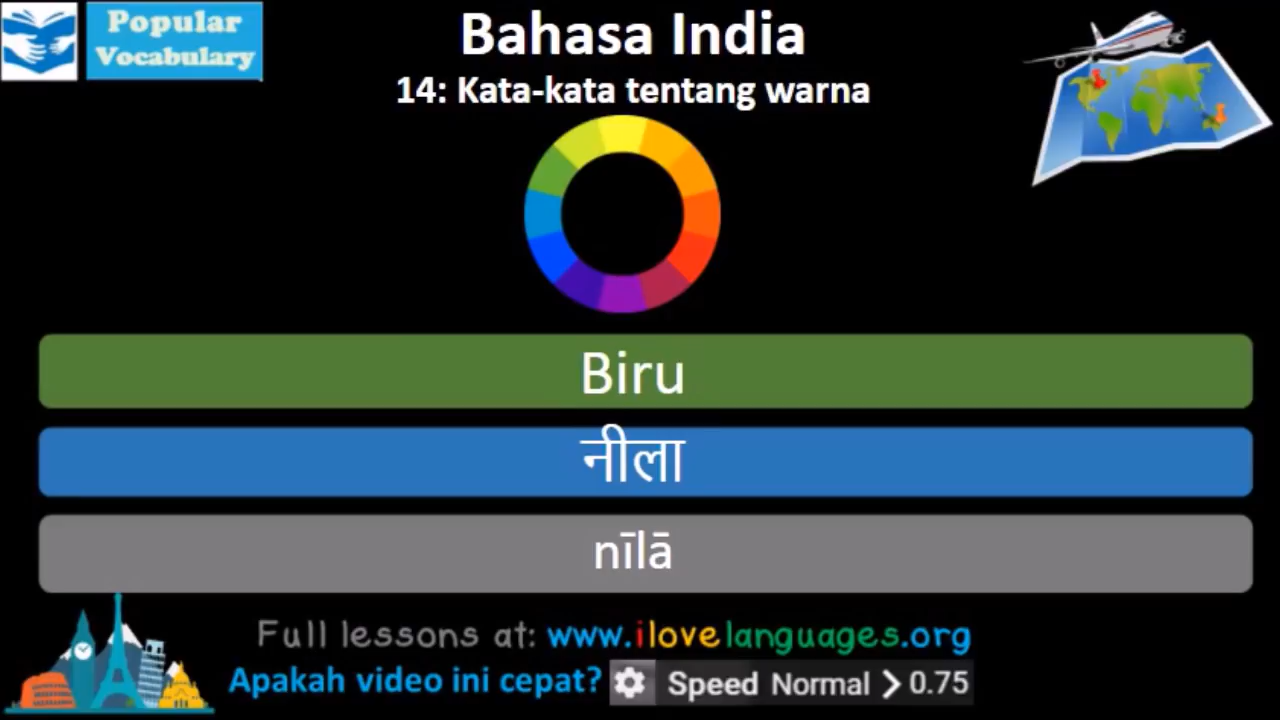 Popular
Vocabulary
Bahasa India
14: Kata-kata tentang warna
Biru
नीला
nīlā
Full lessons at: www.ilovelanguages.org
Apakah video ini cepat? Speed Normal > 0.75